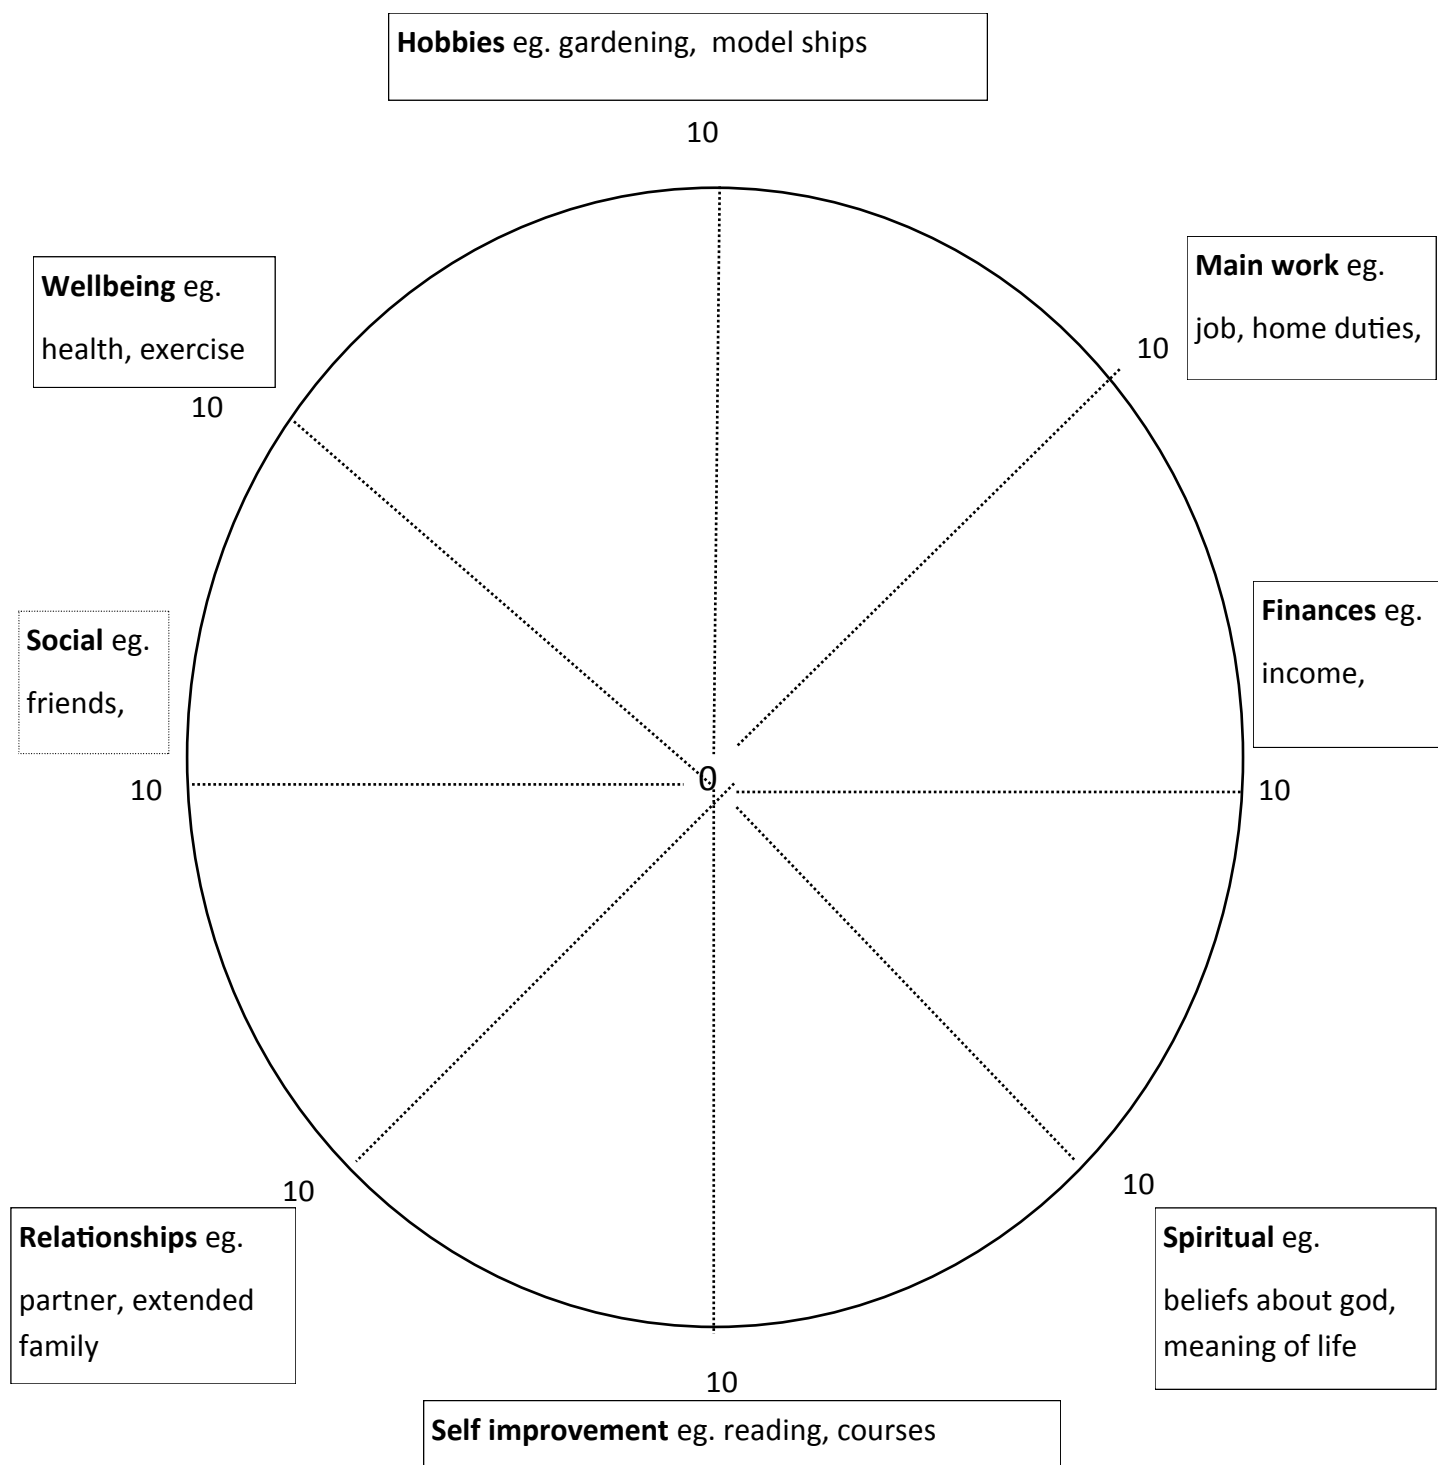 Hobbies eg. gardening,  model ships
10
Main work eg.
job, home duties,
10
Wellbeing eg.
health, exercise
10
Finances eg.
income,
10
Social eg.
friends,
10
0
10
Relationships eg.
partner, extended
family
10
Spiritual eg.
beliefs about god,
meaning of life
10
Self improvement eg. reading, courses